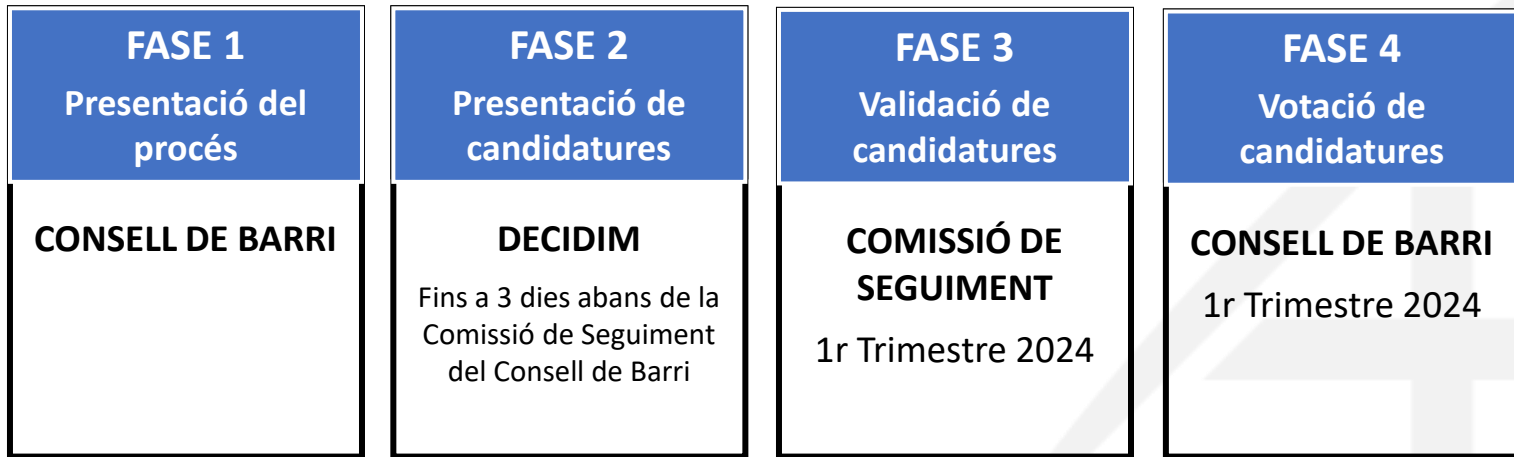 FASE 1
Presentació del
procés
CONSELL DE BARRI
FASE 2
Presentació de
candidatures
DECIDIM
Fins a 3 dies abans de la
Comissió de Seguiment
del Consell de Barri
FASE 3
Validació de
candidatures
COMISSIÓ DE
SEGUIMENT
1r Trimestre 2024
FASE 4
Votació de
candidatures
CONSELL DE BARRI
1r Trimestre 2024